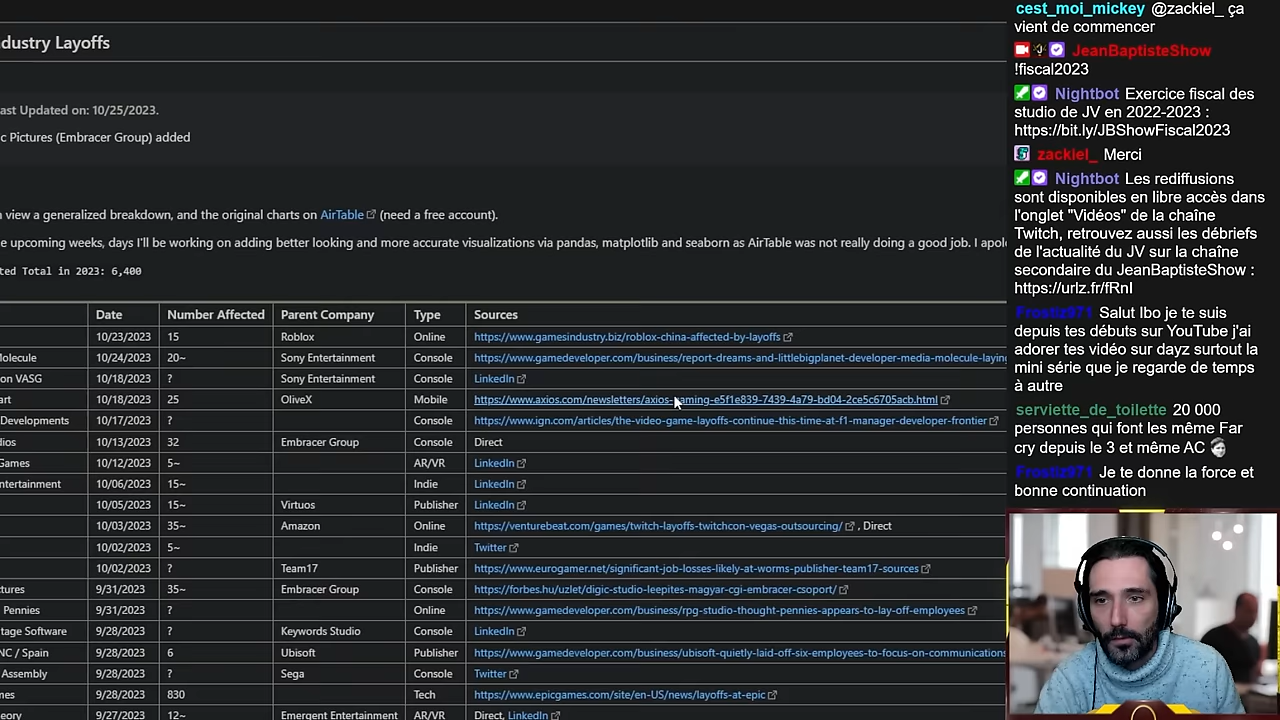 dustry Layoffs
ast Updated on: 10/25/2023.
c Pictures (Embracer Group) added
view a generalized breakdown, and the original charts on AirTable (need a free account).
e upcoming weeks, days I'll be working on adding better looking and more accurate visualizations via pandas, matplotlib and seaborn as AirTable was not really doing a good job. I apol
ted Total in 2023: 6,400
Date Number Affected Parent Company Type Sources
10/23/2023 15 Roblox Online https://www.gamesindustry.biz/roblox-china-affected-by-layoffs
Molecule 10/24/2023 20~ Sony Entertainment Console https://www.gamedeveloper.com/business/report-dreams-and-littlebigplanet-developer-media-molecule-laying
on VASG 10/18/2023 ? Sony Entertainment Console LinkedIn
art 10/18/2023 25 OliveX Mobile https://www.axios.com/newsletters/axios-gaming-e5f1e839-7439-4a79-bd04-2ce5c6705acb.html
Developments 10/17/2023 ? Console https://www.ign.com/articles/the-video-game-layoffs-continue-this-time-at-f1-manager-developer-frontier
dios 10/13/2023 32 Embracer Group Console Direct
Games 10/12/2023 5~ AR/VR LinkedIn
ntertainment 10/06/2023 15~ Indie LinkedIn
10/05/2023 15~ Virtuos Publisher LinkedIn
10/03/2023 35~ Amazon Online https://venturebeat.com/games/twitch-layoffs-twitchcon-vegas-outsourcing/ , Direct
10/02/2023 5~ Indie Twitter
10/02/2023 ? Team17 Publisher https://www.eurogamer.net/significant-job-losses-likely-at-worms-publisher-team17-sources
tures 9/31/2023 35~ Embracer Group Console https://forbes.hu/uzlet/digic-studio-leepites-magyar-cgi-embracer-csoport/
Pennies 9/31/2023 ? Online https://www.gamedeveloper.com/business/rpg-studio-thought-pennies-appears-to-lay-off-employees
tage Software 9/28/2023 ? Keywords Studio Console LinkedIn
NC / Spain 9/28/2023 6 Ubisoft Publisher https://www.gamedeveloper.com/business/ubisoft-quietly-laid-off-six-employees-to-focus-on-communications
Assembly 9/28/2023 ? Sega Console Twitter
mes 9/28/2023 830 Tech https://www.epicgames.com/site/en-US/news/layoffs-at-epic
eory 9/27/2023 12~ Emergent Entertainment AR/VR Direct, LinkedIn
cest_moi_mickey @zackiel_ ça
vient de commencer
JeanBaptisteShow
!fiscal2023
Nightbot Exercice fiscal des
studio de JV en 2022-2023 :
https://bit.ly/JBShowFiscal2023
zackiel_ Merci
Nightbot Les rediffusions
sont disponibles en libre accès dans
l'onglet "Vidéos" de la chaîne
Twitch, retrouvez aussi les débriefs
de l'actualité du JV sur la chaîne
secondaire du JeanBaptisteShow :
https://urlz.fr/fRnI
Frostiz971 Salut Ibo je te suis
depuis tes débuts sur YouTube j'ai
adorer tes vidéo sur dayz surtout la
mini série que je regarde de temps
à autre
serviette_de_toilette 20 000
personnes qui font les même Far
cry depuis le 3 et même AC
Frostiz971 Je te donne la force et
bonne continuation